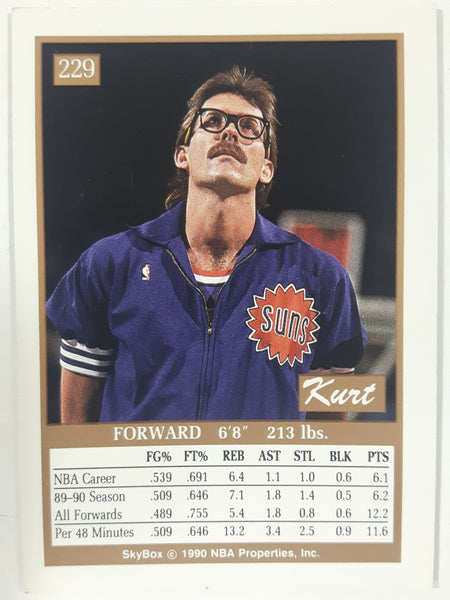 229
SUNS
Kurt
FORWARD 6'8" 213 lbs.
FG% FT% REB AST STL BLK PTS
NBA Career .539 .691 6.4 1.1 1.0 0.6 6.1
89-90 Season .509 .646 7.1 1.8 1.4 0.5 6.2
All Forwards .489 .755 5.4 1.8 0.8 0.6 12.2
Per 48 Minutes .509 .646 13.2 3.4 2.5 0.9 11.6
SkyBox © 1990 NBA Properties, Inc.